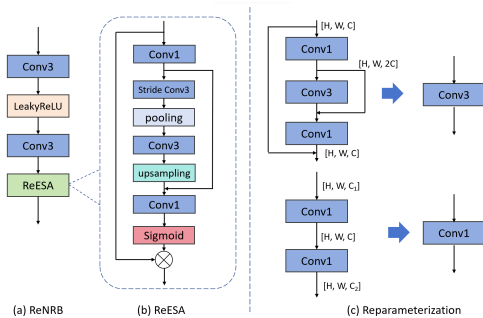 Conv3
LeakyReLU
Conv3
ReESA
(a) ReNRB
Conv1
Stride Conv3
pooling
Conv3
upsampling
Conv1
Sigmoid
(b) ReESA
[H, W, C]
Conv1
[H, W, 2C]
Conv3
Conv1
[H, W, C]
Conv3
[H, W, C₁]
Conv1
[H, W, C]
Conv1
[H, W, C₂]
Conv1
(c) Reparameterization